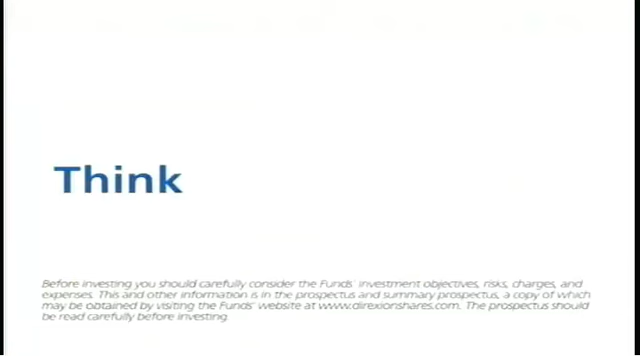 Think
Before investing you should carefully consider the Funds' investment objectives, risks, charges, and
expenses. This and other information is in the prospectus and summary prospectus, a copy of which
may be obtained by visiting the Funds' website at www.direxionshares.com. The prospectus should
be read carefully before investing.